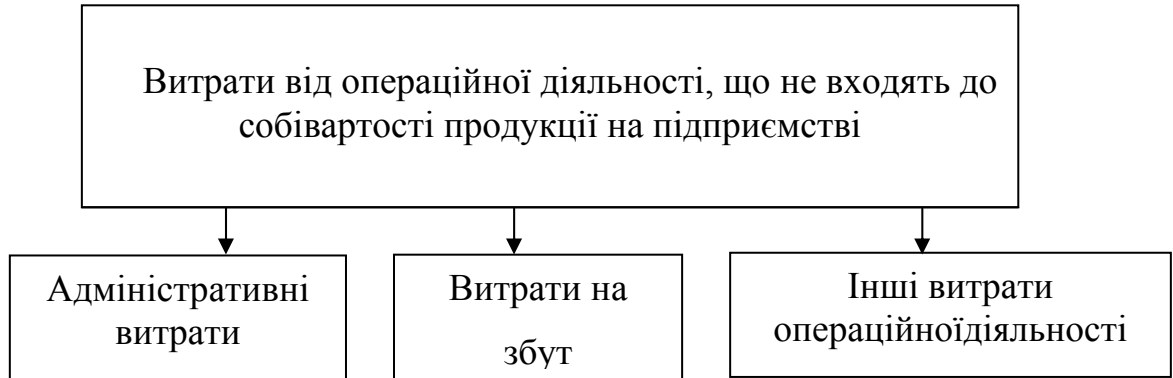 Витрати від операційної діяльності, що не входять до
собівартості продукції на підприємстві
Адміністративні
витрати
Витрати на
збут
Інші витрати
операційноїдіяльності